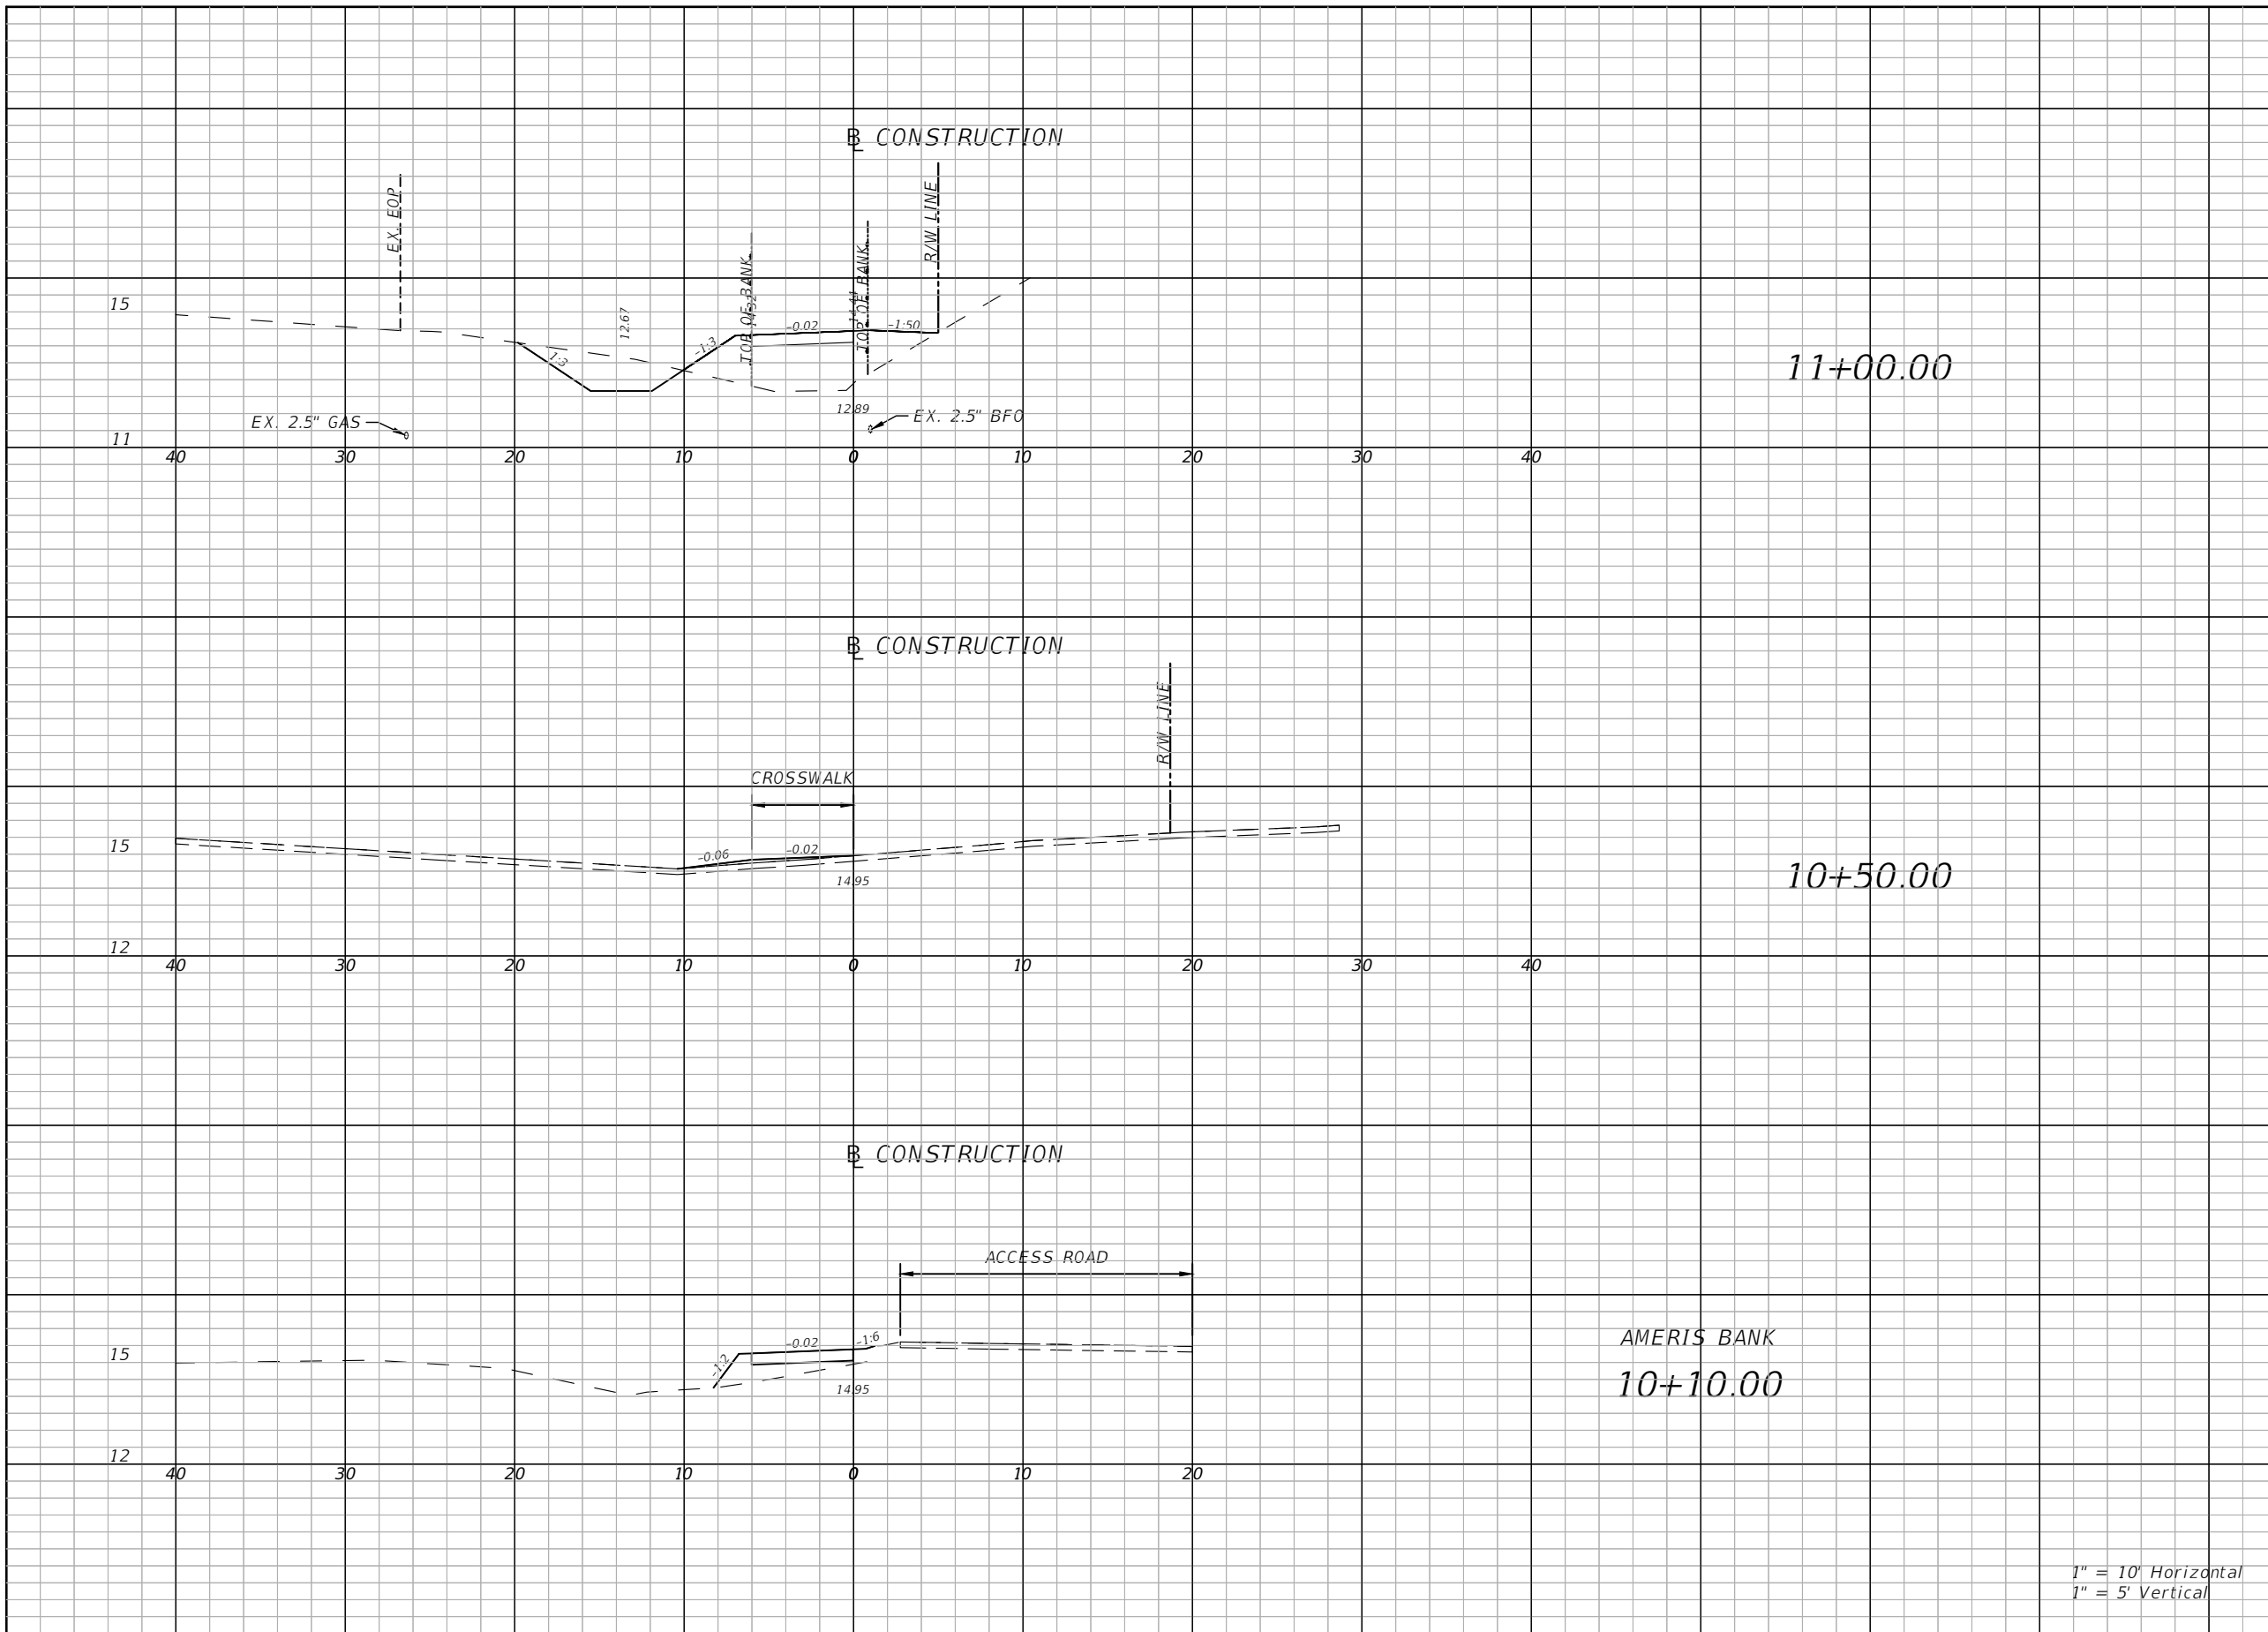 ℄ CONSTRUCTION
EX. EOP
TOP OF BANK
14.32
TOP OF BANK
R/W LINE
15
12.67
1:3
-1:3
-0.02
-1:50
11+00.00
12.89
EX. 2.5" GAS
EX. 2.5" BFO
11
40 30 20 10 0 10 20 30 40
BL CONSTRUCTION
R/W LINE
CROSSWALK
15
-0.06
-0.02
14.95
10+50.00
12
40 30 20 10 0 10 20 30 40
BL CONSTRUCTION
ACCESS ROAD
15
-1:2
-0.02
-1:6
14.95
AMERIS BANK
10+10.00
12
40 30 20 10 0 10 20
1" = 10' Horizontal
1" = 5' Vertical